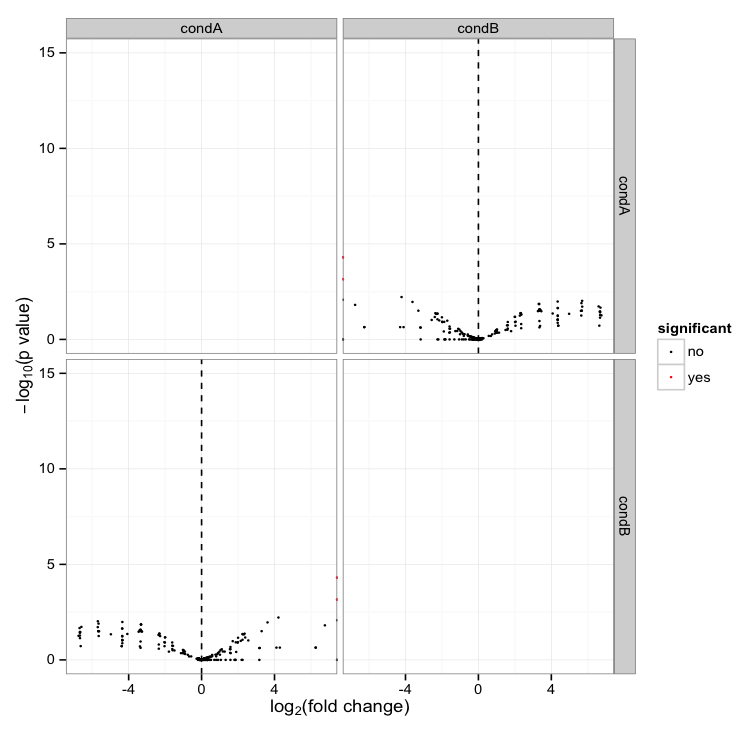 condA
condB
15
10
5
0
condA
−log10(p value)
significant
no
yes
15
10
5
0
condB
-4
0
4
-4
0
4
log2(fold change)